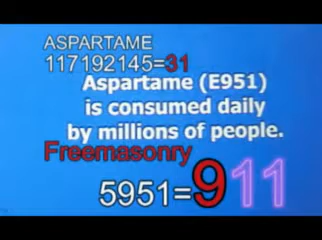 ASPARTAME
117192145=31
Aspartame (E951)
is consumed daily
by millions of people.
Freemasonry
5951=911